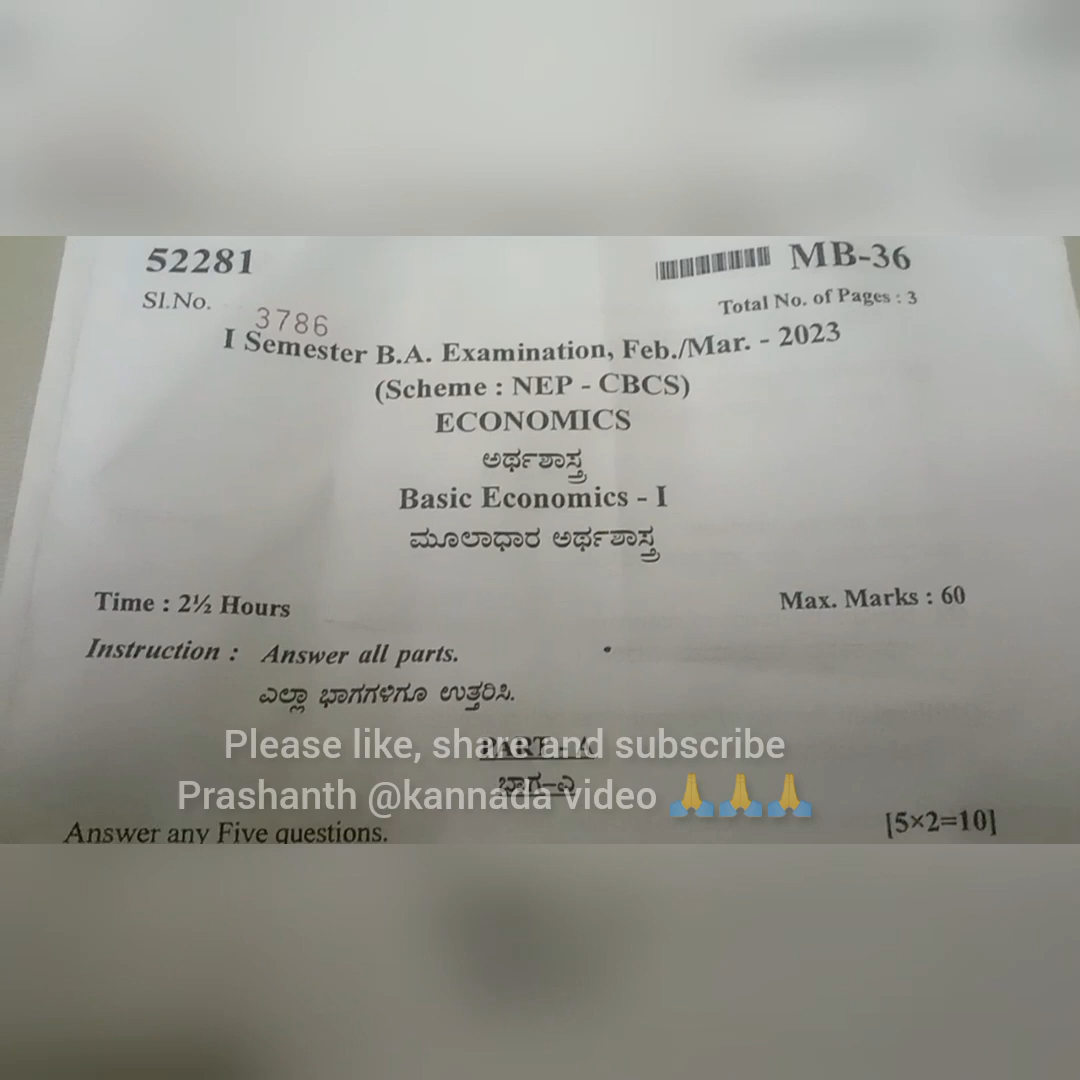 52281
MB-36
Sl.No. 3786
Total No. of Pages : 3
I Semester B.A. Examination, Feb./Mar. - 2023
(Scheme : NEP - CBCS)
ECONOMICS
ಅರ್ಥಶಾಸ್ತ್ರ
Basic Economics - I
ಮೂಲಾಧಾರ ಅರ್ಥಶಾಸ್ತ್ರ
Time : 2½ Hours
Max. Marks : 60
Instruction : Answer all parts.
ಎಲ್ಲಾ ಭಾಗಗಳಿಗೂ ಉತ್ತರಿಸಿ.
PART - A
Please like, share and subscribe
ಭಾಗ–ಎ
Prashanth @kannada video 🙏🙏🙏
Answer any Five questions.
[5×2=10]